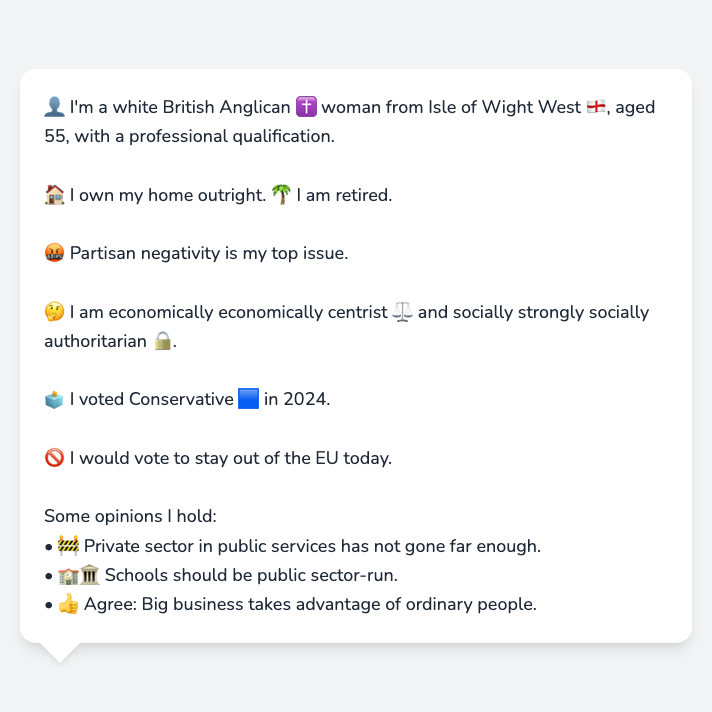 👤 I'm a white British Anglican ✝️ woman from Isle of Wight West 🏴󠁧󠁢󠁥󠁮󠁧󠁿, aged
55, with a professional qualification.
🏠 I own my home outright. 🌴 I am retired.
🤬 Partisan negativity is my top issue.
🤔 I am economically economically centrist ⚖️ and socially strongly socially
authoritarian 🔒.
🗳️ I voted Conservative 🟦 in 2024.
🚫 I would vote to stay out of the EU today.
Some opinions I hold:
• 🚧 Private sector in public services has not gone far enough.
• 🏫🏛️ Schools should be public sector-run.
• 👍 Agree: Big business takes advantage of ordinary people.